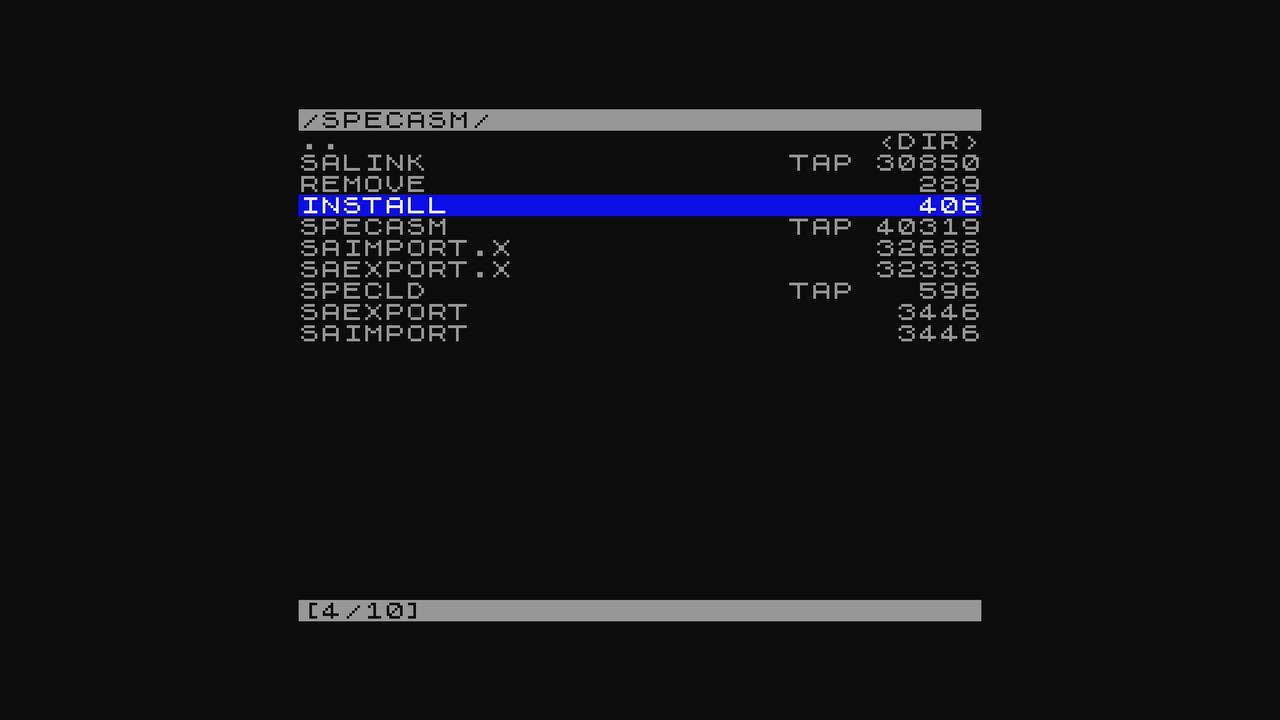 /SPECASM/
.. <DIR>
SALINK TAP 30850
REMOVE 289
INSTALL 406
SPECASM TAP 40319
SAIMPORT.X 32688
SAEXPORT.X 32333
SPECLD TAP 596
SAEXPORT 3446
SAIMPORT 3446
[4/10]